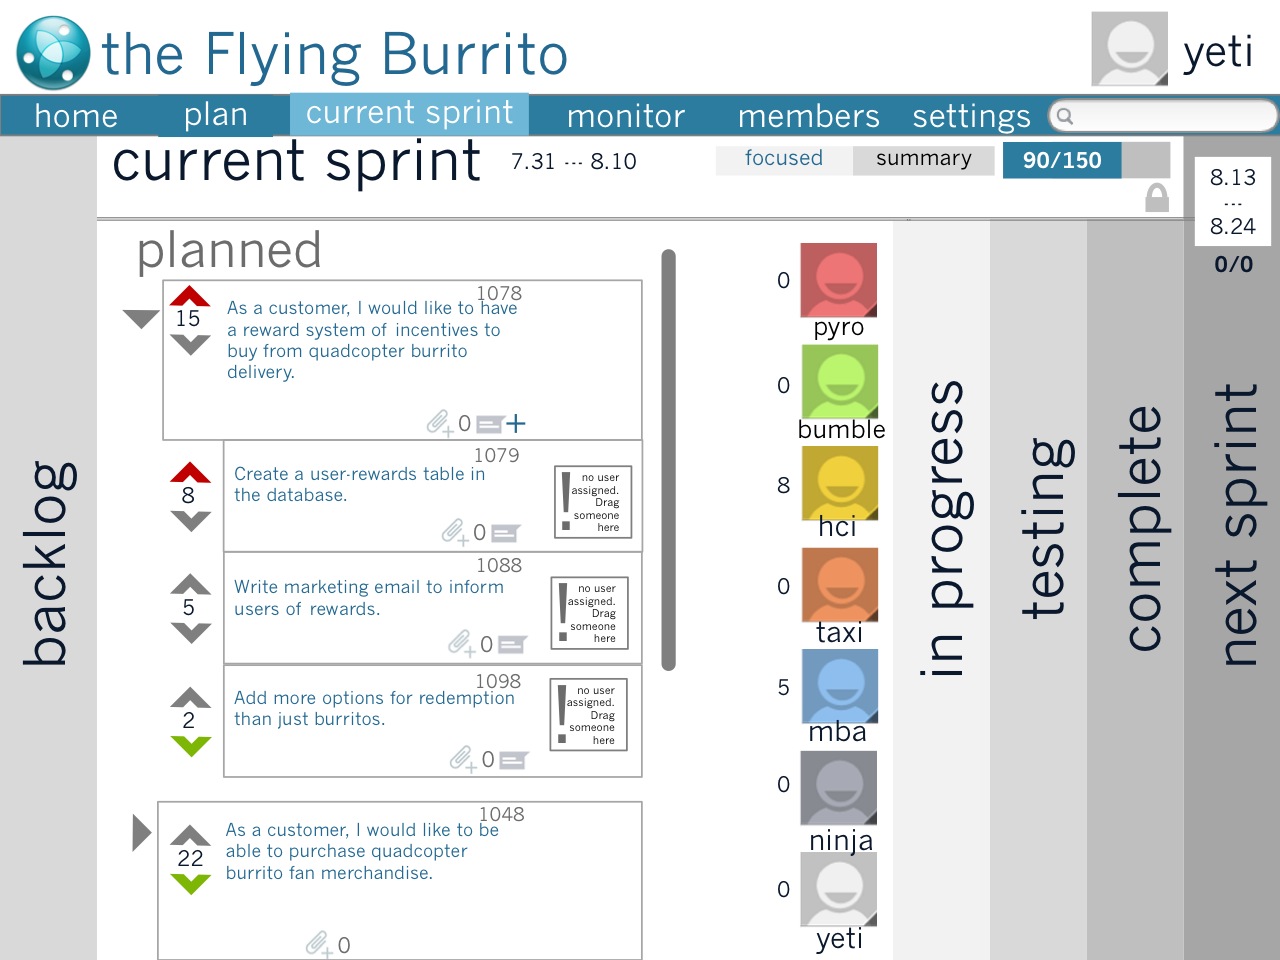 the Flying Burrito
yeti
home
plan
current sprint
monitor
members
settings
current sprint
7.31 --- 8.10
focused
summary
90/150
8.13
---
8.24
0/0
backlog
planned
1078
15
As a customer, I would like to have
a reward system of incentives to
buy from quadcopter burrito
delivery.
0
+
1079
8
Create a user-rewards table in
the database.
! no user
assigned.
Drag
someone
here
0
1088
5
Write marketing email to inform
users of rewards.
! no user
assigned.
Drag
someone
here
0
1098
2
Add more options for redemption
than just burritos.
! no user
assigned.
Drag
someone
here
0
1048
22
As a customer, I would like to be
able to purchase quadcopter
burrito fan merchandise.
0
0
pyro
0
bumble
8
hci
0
taxi
5
mba
0
ninja
0
yeti
in progress
testing
complete
next sprint